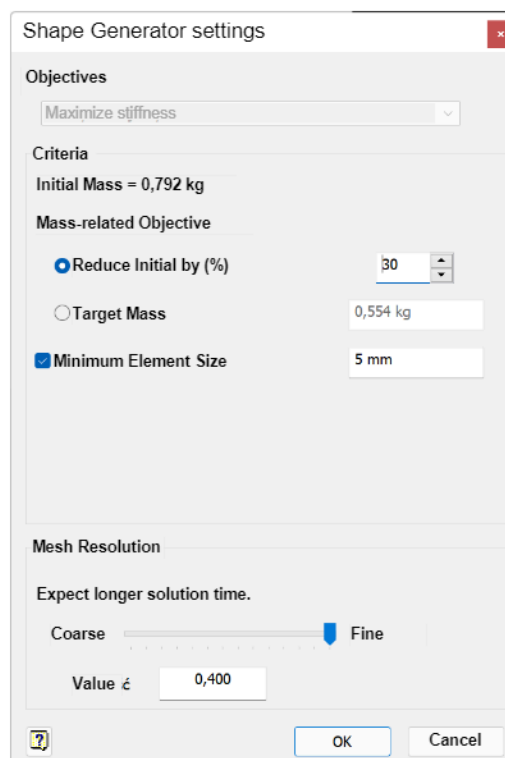 Shape Generator settings
Objectives
Maximize stiffness
Criteria
Initial Mass = 0,792 kg
Mass-related Objective
Reduce Initial by (%) 30
Target Mass 0,554 kg
Minimum Element Size 5 mm
Mesh Resolution
Expect longer solution time.
Coarse Fine
Value ć 0,400
? OK Cancel